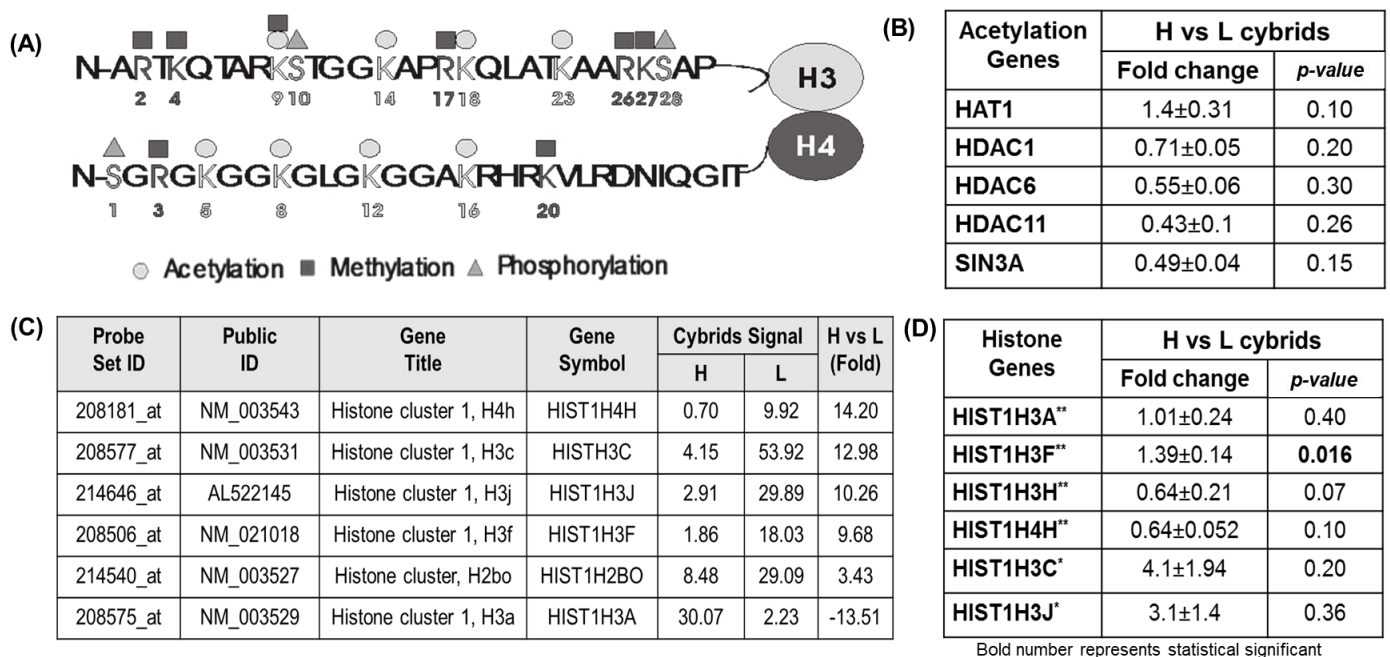 (A)
N-ARTKQTARKSTGGKAPRKQLATKAARKSAP
H3
2 4 9 10 14 17 18 23 26 27 28
N-SGRGKGGKGLGKGGAKRHRKVLRDNIQGIT
H4
1 3 5 8 12 16 20
Acetylation Methylation Phosphorylation
(B)
Acetylation Genes H vs L cybrids
Fold change p-value
HAT1 1.4±0.31 0.10
HDAC1 0.71±0.05 0.20
HDAC6 0.55±0.06 0.30
HDAC11 0.43±0.1 0.26
SIN3A 0.49±0.04 0.15
(C)
Probe Set ID Public ID Gene Title Gene Symbol Cybrids Signal H vs L (Fold)
H L
208181_at NM_003543 Histone cluster 1, H4h HIST1H4H 0.70 9.92 14.20
208577_at NM_003531 Histone cluster 1, H3c HISTH3C 4.15 53.92 12.98
214646_at AL522145 Histone cluster 1, H3j HIST1H3J 2.91 29.89 10.26
208506_at NM_021018 Histone cluster 1, H3f HIST1H3F 1.86 18.03 9.68
214540_at NM_003527 Histone cluster, H2bo HIST1H2BO 8.48 29.09 3.43
208575_at NM_003529 Histone cluster 1, H3a HIST1H3A 30.07 2.23 -13.51
(D)
Histone Genes H vs L cybrids
Fold change p-value
HIST1H3A** 1.01±0.24 0.40
HIST1H3F** 1.39±0.14 0.016
HIST1H3H** 0.64±0.21 0.07
HIST1H4H** 0.64±0.052 0.10
HIST1H3C* 4.1±1.94 0.20
HIST1H3J* 3.1±1.4 0.36
Bold number represents statistical significant